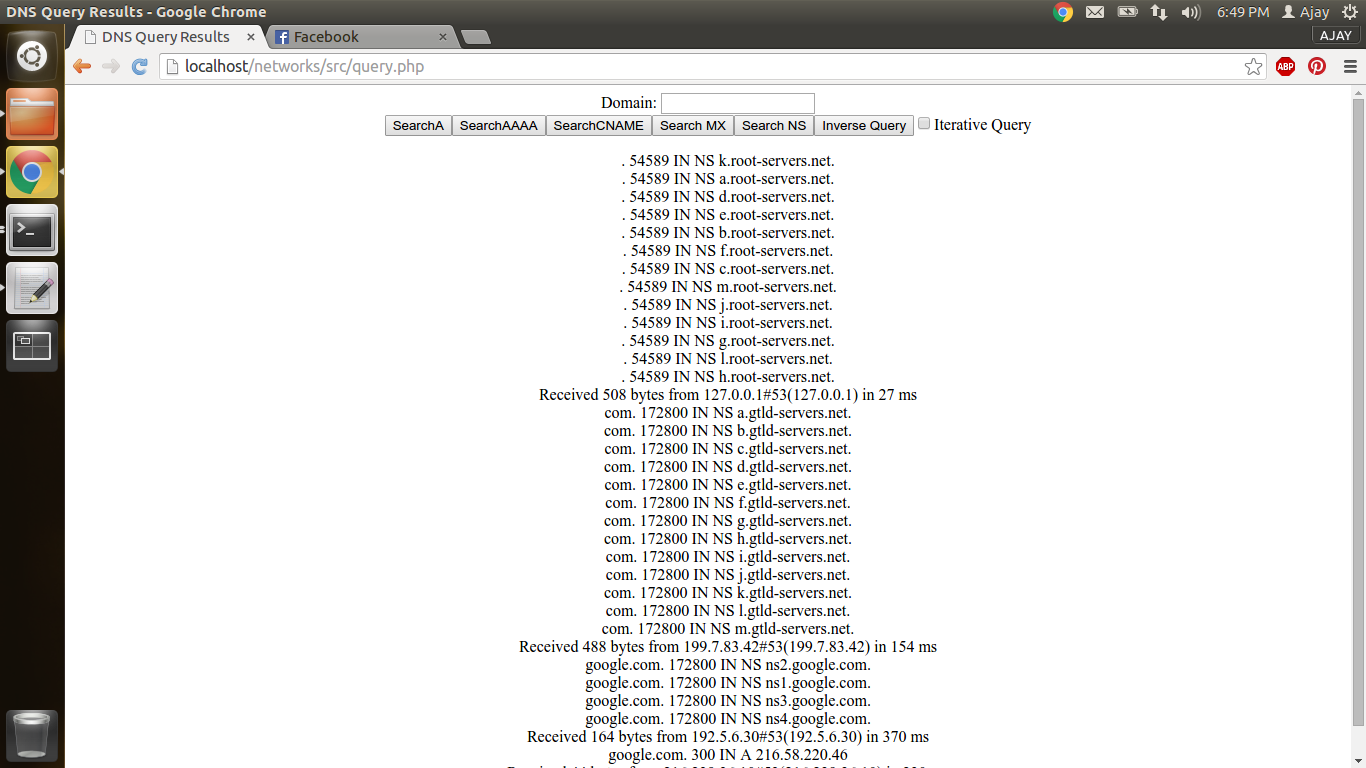 DNS Query Results - Google Chrome
6:49 PM Ajay
DNS Query Results × Facebook ×
AJAY
localhost/networks/src/query.php
ABP
Domain:
SearchA SearchAAAA SearchCNAME Search MX Search NS Inverse Query Iterative Query
. 54589 IN NS k.root-servers.net.
. 54589 IN NS a.root-servers.net.
. 54589 IN NS d.root-servers.net.
. 54589 IN NS e.root-servers.net.
. 54589 IN NS b.root-servers.net.
. 54589 IN NS f.root-servers.net.
. 54589 IN NS c.root-servers.net.
. 54589 IN NS m.root-servers.net.
. 54589 IN NS j.root-servers.net.
. 54589 IN NS i.root-servers.net.
. 54589 IN NS g.root-servers.net.
. 54589 IN NS l.root-servers.net.
. 54589 IN NS h.root-servers.net.
Received 508 bytes from 127.0.0.1#53(127.0.0.1) in 27 ms
com. 172800 IN NS a.gtld-servers.net.
com. 172800 IN NS b.gtld-servers.net.
com. 172800 IN NS c.gtld-servers.net.
com. 172800 IN NS d.gtld-servers.net.
com. 172800 IN NS e.gtld-servers.net.
com. 172800 IN NS f.gtld-servers.net.
com. 172800 IN NS g.gtld-servers.net.
com. 172800 IN NS h.gtld-servers.net.
com. 172800 IN NS i.gtld-servers.net.
com. 172800 IN NS j.gtld-servers.net.
com. 172800 IN NS k.gtld-servers.net.
com. 172800 IN NS l.gtld-servers.net.
com. 172800 IN NS m.gtld-servers.net.
Received 488 bytes from 199.7.83.42#53(199.7.83.42) in 154 ms
google.com. 172800 IN NS ns2.google.com.
google.com. 172800 IN NS ns1.google.com.
google.com. 172800 IN NS ns3.google.com.
google.com. 172800 IN NS ns4.google.com.
Received 164 bytes from 192.5.6.30#53(192.5.6.30) in 370 ms
google.com. 300 IN A 216.58.220.46